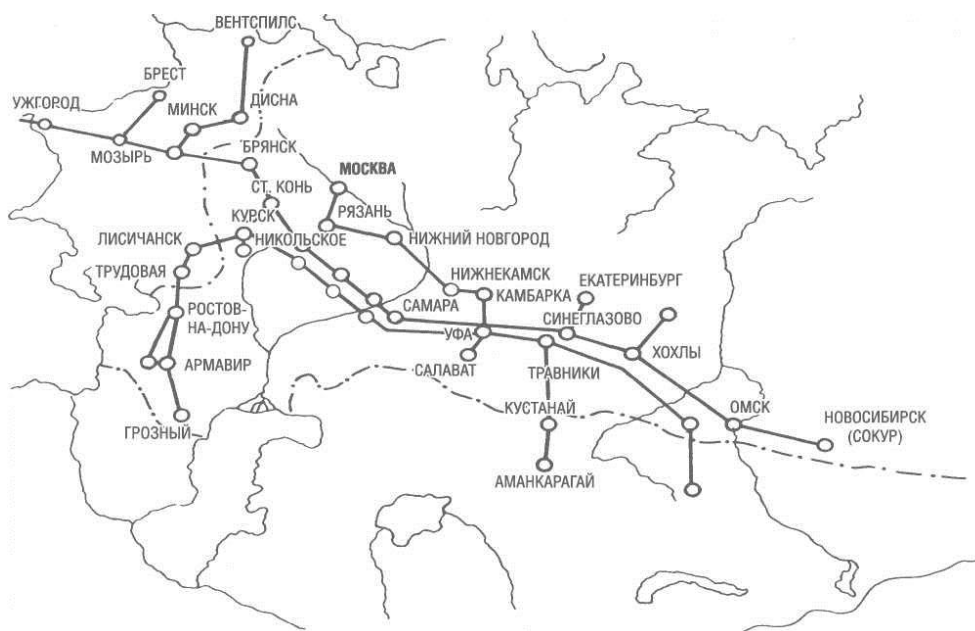 ВЕНТСПИЛС
БРЕСТ
УЖГОРОД
МИНСК
ДИСНА
МОЗЫРЬ
БРЯНСК
МОСКВА
СТ. КОНЬ
КУРСК
РЯЗАНЬ
ЛИСИЧАНСК
НИКОЛЬСКОЕ
НИЖНИЙ НОВГОРОД
ТРУДОВАЯ
НИЖНЕКАМСК
ЕКАТЕРИНБУРГ
КАМБАРКА
РОСТОВ-
НА-ДОНУ
САМАРА
СИНЕГЛАЗОВО
УФА
ХОХЛЫ
АРМАВИР
САЛАВАТ
ТРАВНИКИ
КУСТАНАЙ
ОМСК
НОВОСИБИРСК
(СОКУР)
ГРОЗНЫЙ
АМАНКАРАГАЙ